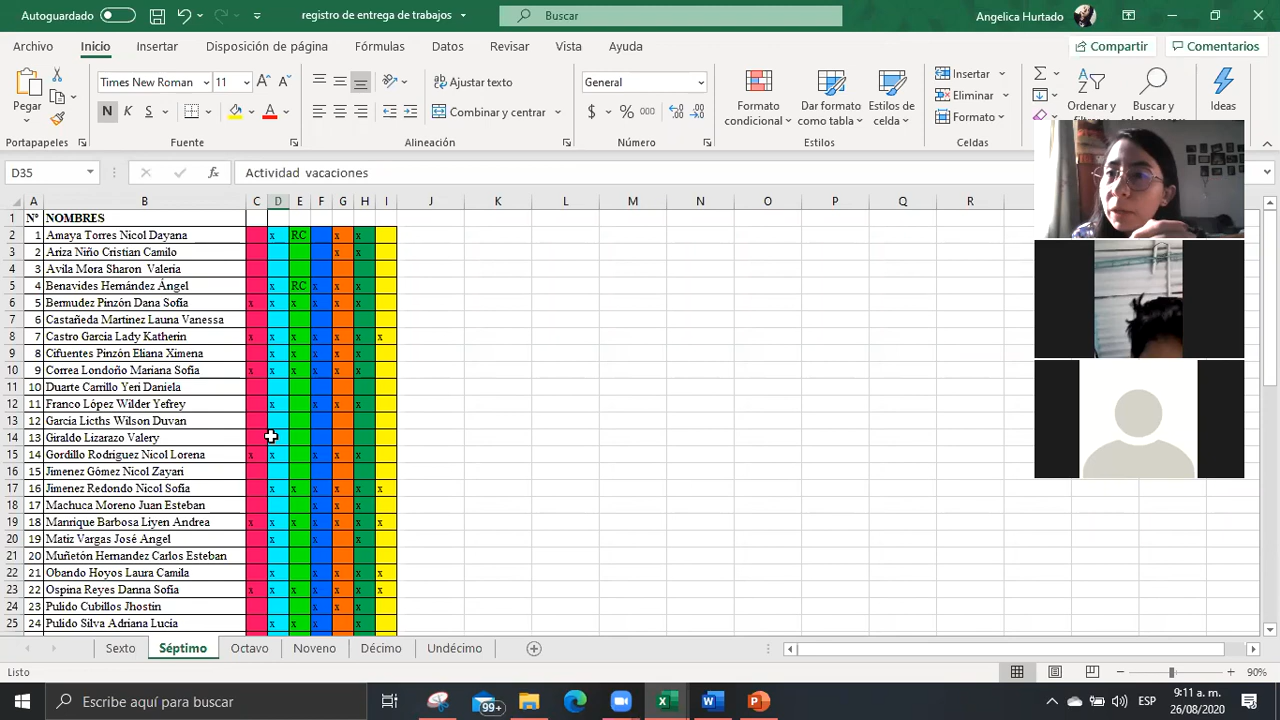 Autoguardado
registro de entrega de trabajos
Buscar
Angelica Hurtado
Archivo Inicio Insertar Disposición de página Fórmulas Datos Revisar Vista Ayuda Compartir Comentarios
Times New Roman 11
Pegar
N K S
Ajustar texto
Combinar y centrar
General
$ % 000
Formato condicional
Dar formato como tabla
Estilos de celda
Insertar
Eliminar
Formato
Ordenar y
Buscar y
Ideas
Portapapeles Fuente Alineación Número Estilos Celdas
D35 fx Actividad vacaciones
A B C D E F G H I J K L M N O P Q R
1 N° NOMBRES
2 1 Amaya Torres Nicol Dayana x RC x x
3 2 Ariza Niño Cristian Camilo x x
4 3 Avila Mora Sharon Valeria
5 4 Benavides Hernández Ángel x RC x x x
6 5 Bermudez Pinzón Dana Sofía x x x x x x
7 6 Castañeda Martínez Launa Vanessa
8 7 Castro García Lady Katherin x x x x x x x
9 8 Cifuentes Pinzón Eliana Ximena x x x x x
10 9 Correa Londoño Mariana Sofía x x x x x x
11 10 Duarte Carrillo Yeri Daniela
12 11 Franco López Wilder Yefrey x x x x
13 12 García Licths Wilson Duvan
14 13 Giraldo Lizarazo Valery
15 14 Gordillo Rodriguez Nicol Lorena x x x x x
16 15 Jimenez Gómez Nicol Zayari
17 16 Jimenez Redondo Nicol Sofía x x x x x x
18 17 Machuca Moreno Juan Esteban x x x
19 18 Manrique Barbosa Liyen Andrea x x x x x x x
20 19 Matiz Vargas José Angel x x x
21 20 Muñetón Hernandez Carlos Esteban
22 21 Obando Hoyos Laura Camila x x x x x
23 22 Ospina Reyes Danna Sofía x x x x x x x
24 23 Pulido Cubillos Jhostin x x x
25 24 Pulido Silva Adriana Lucia x x x x x
Sexto Séptimo Octavo Noveno Décimo Undécimo
Listo
90%
Escribe aquí para buscar
99+
ESP
9:11 a. m.
26/08/2020